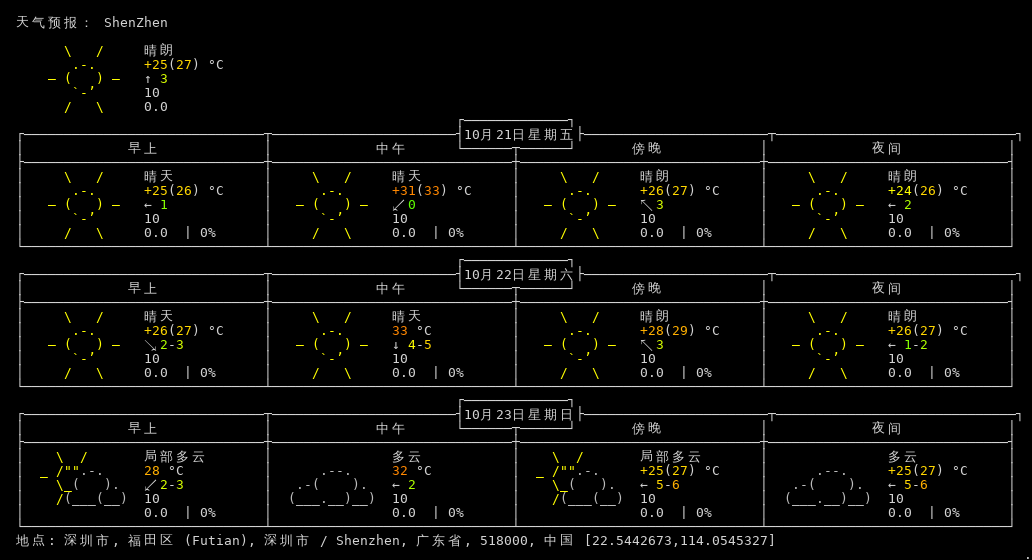 天气预报: ShenZhen
晴朗
+25(27) °C
↑ 3
10
0.0
10月21日星期五
早上 中午 傍晚 夜间
晴天 晴天 晴朗 晴朗
+25(26) °C +31(33) °C +26(27) °C +24(26) °C
← 1 ↙ 0 ↖ 3 ← 2
10 10 10 10
0.0 | 0% 0.0 | 0% 0.0 | 0% 0.0 | 0%
10月22日星期六
早上 中午 傍晚 夜间
晴天 晴天 晴朗 晴朗
+26(27) °C 33 °C +28(29) °C +26(27) °C
↘ 2-3 ↓ 4-5 ↖ 3 ← 1-2
10 10 10 10
0.0 | 0% 0.0 | 0% 0.0 | 0% 0.0 | 0%
10月23日星期日
早上 中午 傍晚 夜间
局部多云 多云 局部多云 多云
28 °C 32 °C +25(27) °C +25(27) °C
↙ 2-3 ← 2 ← 5-6 ← 5-6
10 10 10 10
0.0 | 0% 0.0 | 0% 0.0 | 0% 0.0 | 0%
地点: 深圳市, 福田区 (Futian), 深圳市 / Shenzhen, 广东省, 518000, 中国 [22.5442673,114.0545327]